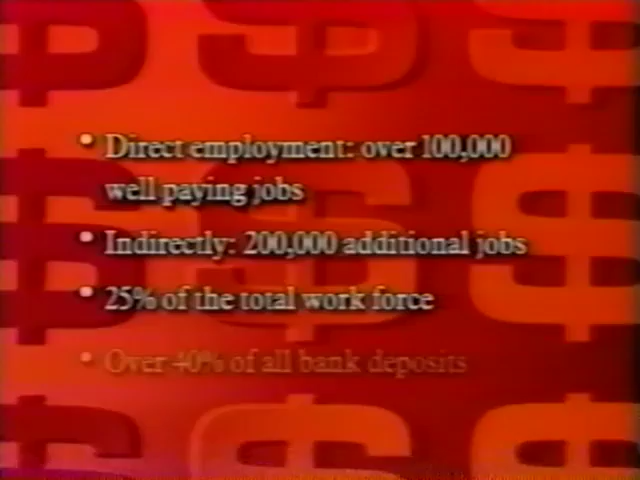 • Direct employment: over 100,000
well paying jobs
• Indirectly: 200,000 additional jobs
• 25% of the total work force
• Over 40% of all bank deposits